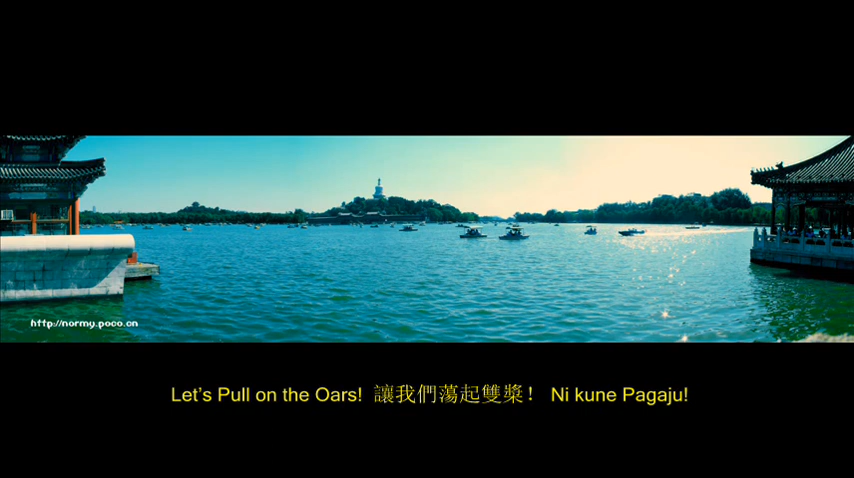 http://normy.poco.cn
Let's Pull on the Oars! 讓我們蕩起雙槳！ Ni kune Pagaju!